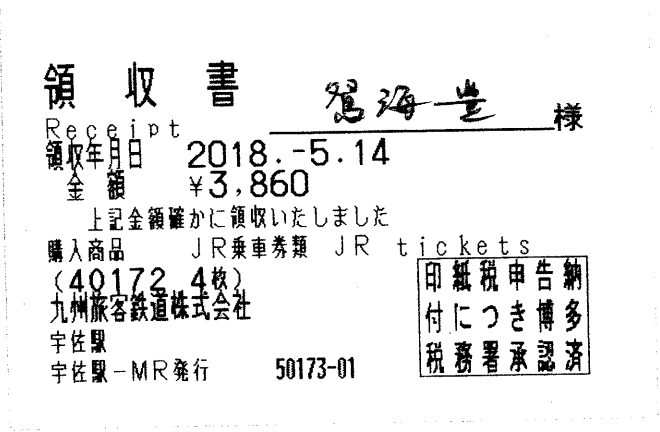 領収書
鴛海豊 様
Receipt
領収年月日 2018.-5.14
金額 ¥3,860
上記金額確かに領収いたしました
購入商品 JR乗車券類 JR tickets
(40172 4枚)
九州旅客鉄道株式会社
宇佐駅
宇佐駅-MR発行 50173-01
印紙税申告納
付につき博多
税務署承認済